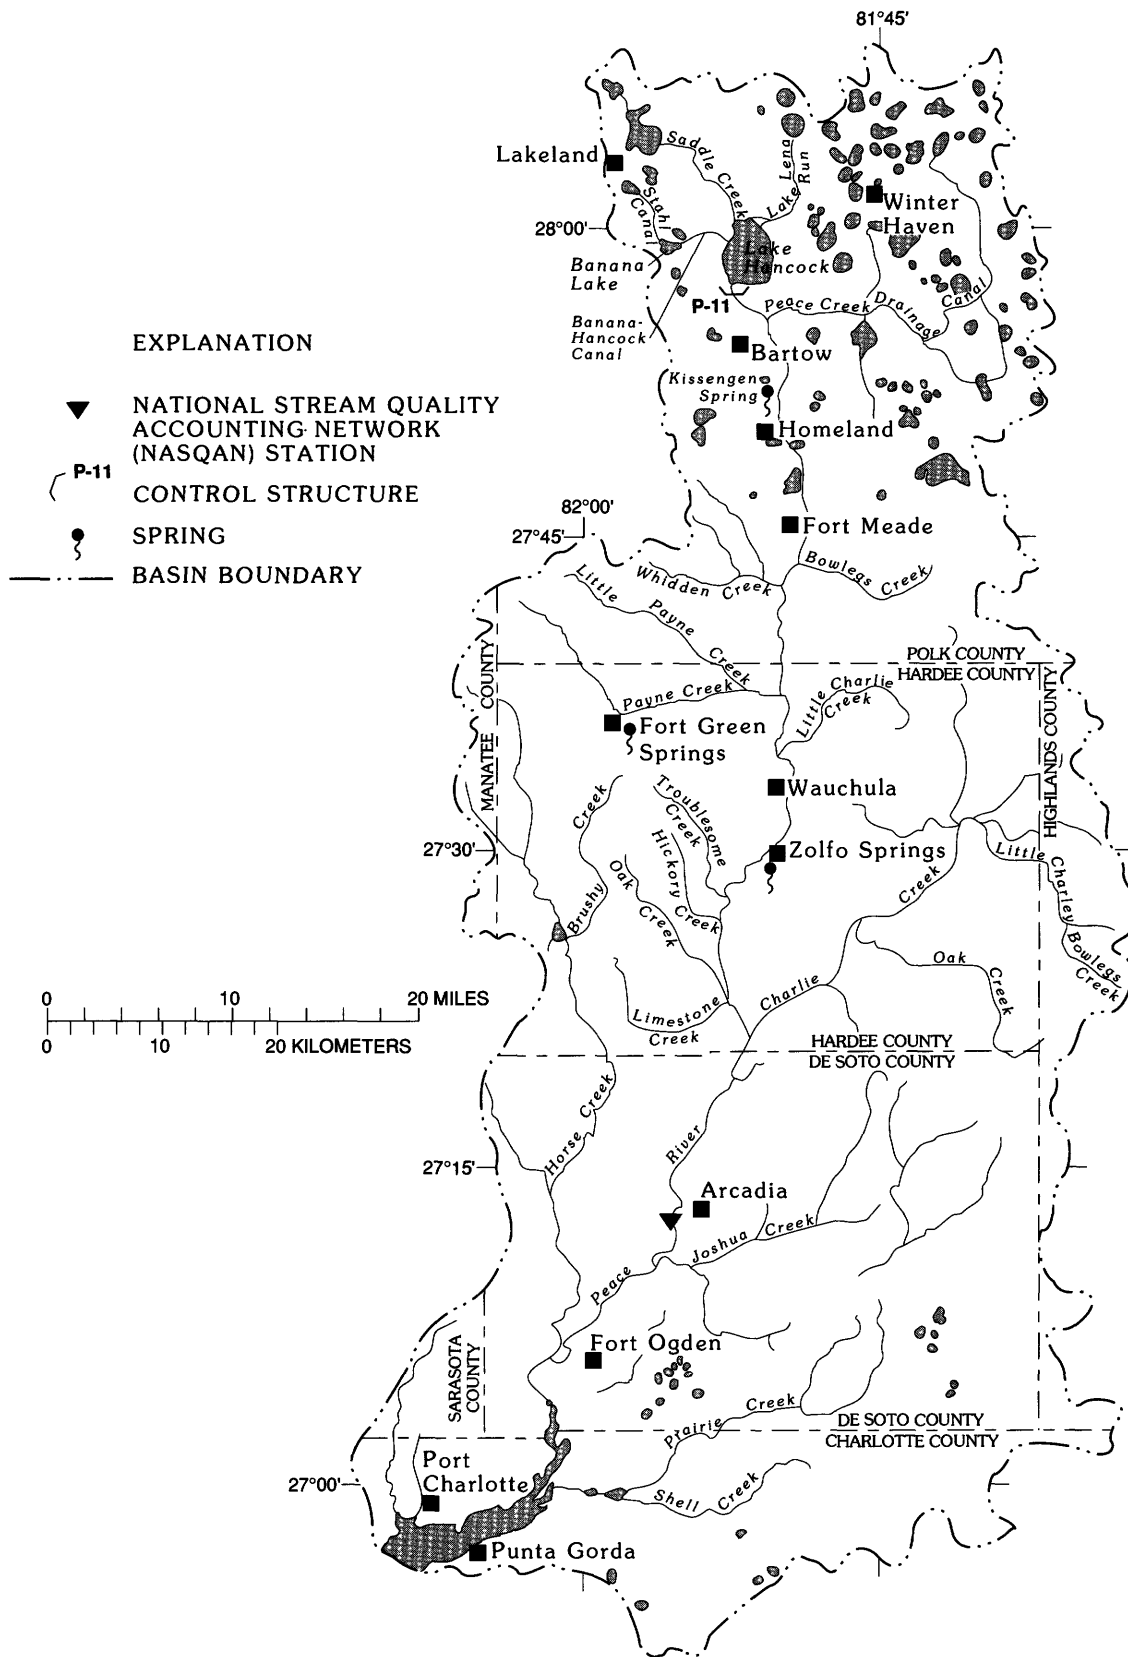 81°45'
Lakeland
Saddle Creek
Lake Lena
Run
Stahl
Canal
Winter
Haven
28°00'
Lake
Hancock
Banana
Lake
P-11
Peace Creek Drainage Canal
Banana-
Hancock
Canal
Bartow
Kissengen
Spring
Homeland
EXPLANATION
NATIONAL STREAM QUALITY
ACCOUNTING NETWORK
(NASQAN) STATION
P-11
CONTROL STRUCTURE
SPRING
BASIN BOUNDARY
82°00'
27°45'
Fort Meade
Whidden Creek
Bowlegs Creek
Little Payne Creek
POLK COUNTY
HARDEE COUNTY
MANATEE COUNTY
HIGHLANDS COUNTY
Payne Creek
Little Charlie
Creek
Fort Green
Springs
Wauchula
Troublesome
Creek
Brushy Creek
Hickory Creek
27°30'
Zolfo Springs
Oak
Creek
Little Charley Bowlegs
Creek
Charlie Creek
Oak Creek
Limestone
Creek
0 10 20 MILES
0 10 20 KILOMETERS
HARDEE COUNTY
DE SOTO COUNTY
Horse Creek
27°15'
Peace River
Arcadia
Joshua Creek
Fort Ogden
SARASOTA
COUNTY
Prairie Creek
DE SOTO COUNTY
CHARLOTTE COUNTY
27°00'
Port
Charlotte
Shell Creek
Punta Gorda